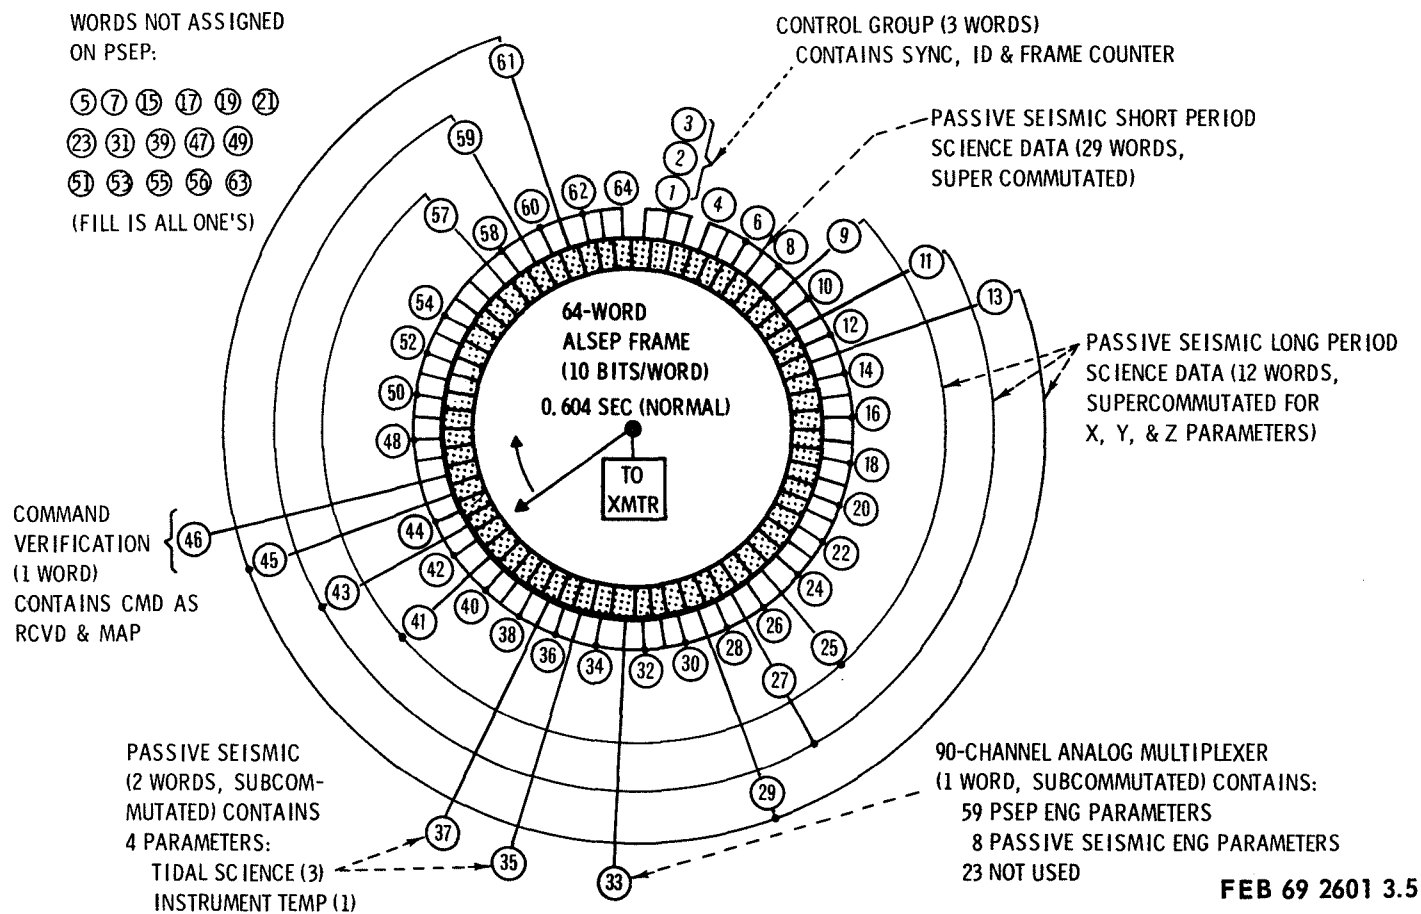 WORDS NOT ASSIGNED
ON PSEP:
5 7 15 17 19 21
23 31 39 47 49
51 53 55 56 63
(FILL IS ALL ONE'S)
CONTROL GROUP (3 WORDS)
CONTAINS SYNC, ID & FRAME COUNTER
PASSIVE SEISMIC SHORT PERIOD
SCIENCE DATA (29 WORDS,
SUPER COMMUTATED)
PASSIVE SEISMIC LONG PERIOD
SCIENCE DATA (12 WORDS,
SUPERCOMMUTATED FOR
X, Y, & Z PARAMETERS)
1
2
3
4
6
8
9
10
11
12
13
14
16
18
20
22
24
25
26
27
28
29
30
32
33
34
35
36
37
38
40
41
42
43
44
45
46
48
50
52
54
57
58
59
60
61
62
64
64-WORD
ALSEP FRAME
(10 BITS/WORD)
0.604 SEC (NORMAL)
TO
XMTR
COMMAND
VERIFICATION
(1 WORD)
CONTAINS CMD AS
RCVD & MAP
PASSIVE SEISMIC
(2 WORDS, SUBCOM-
MUTATED) CONTAINS
4 PARAMETERS:
TIDAL SCIENCE (3)
INSTRUMENT TEMP (1)
90-CHANNEL ANALOG MULTIPLEXER
(1 WORD, SUBCOMMUTATED) CONTAINS:
59 PSEP ENG PARAMETERS
8 PASSIVE SEISMIC ENG PARAMETERS
23 NOT USED
FEB 69 2601 3.5